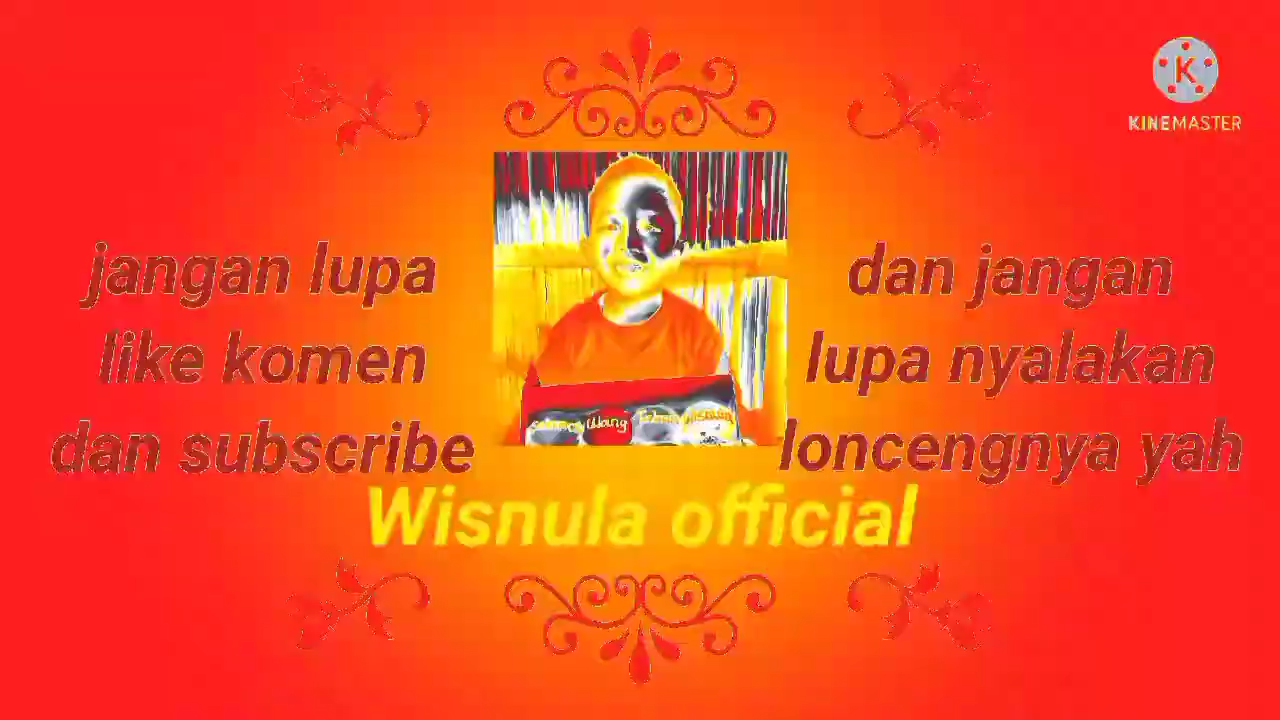 KINEMASTER
jangan lupa
like komen
dan subscribe
dan jangan
lupa nyalakan
loncengnya yah
Wisnula official